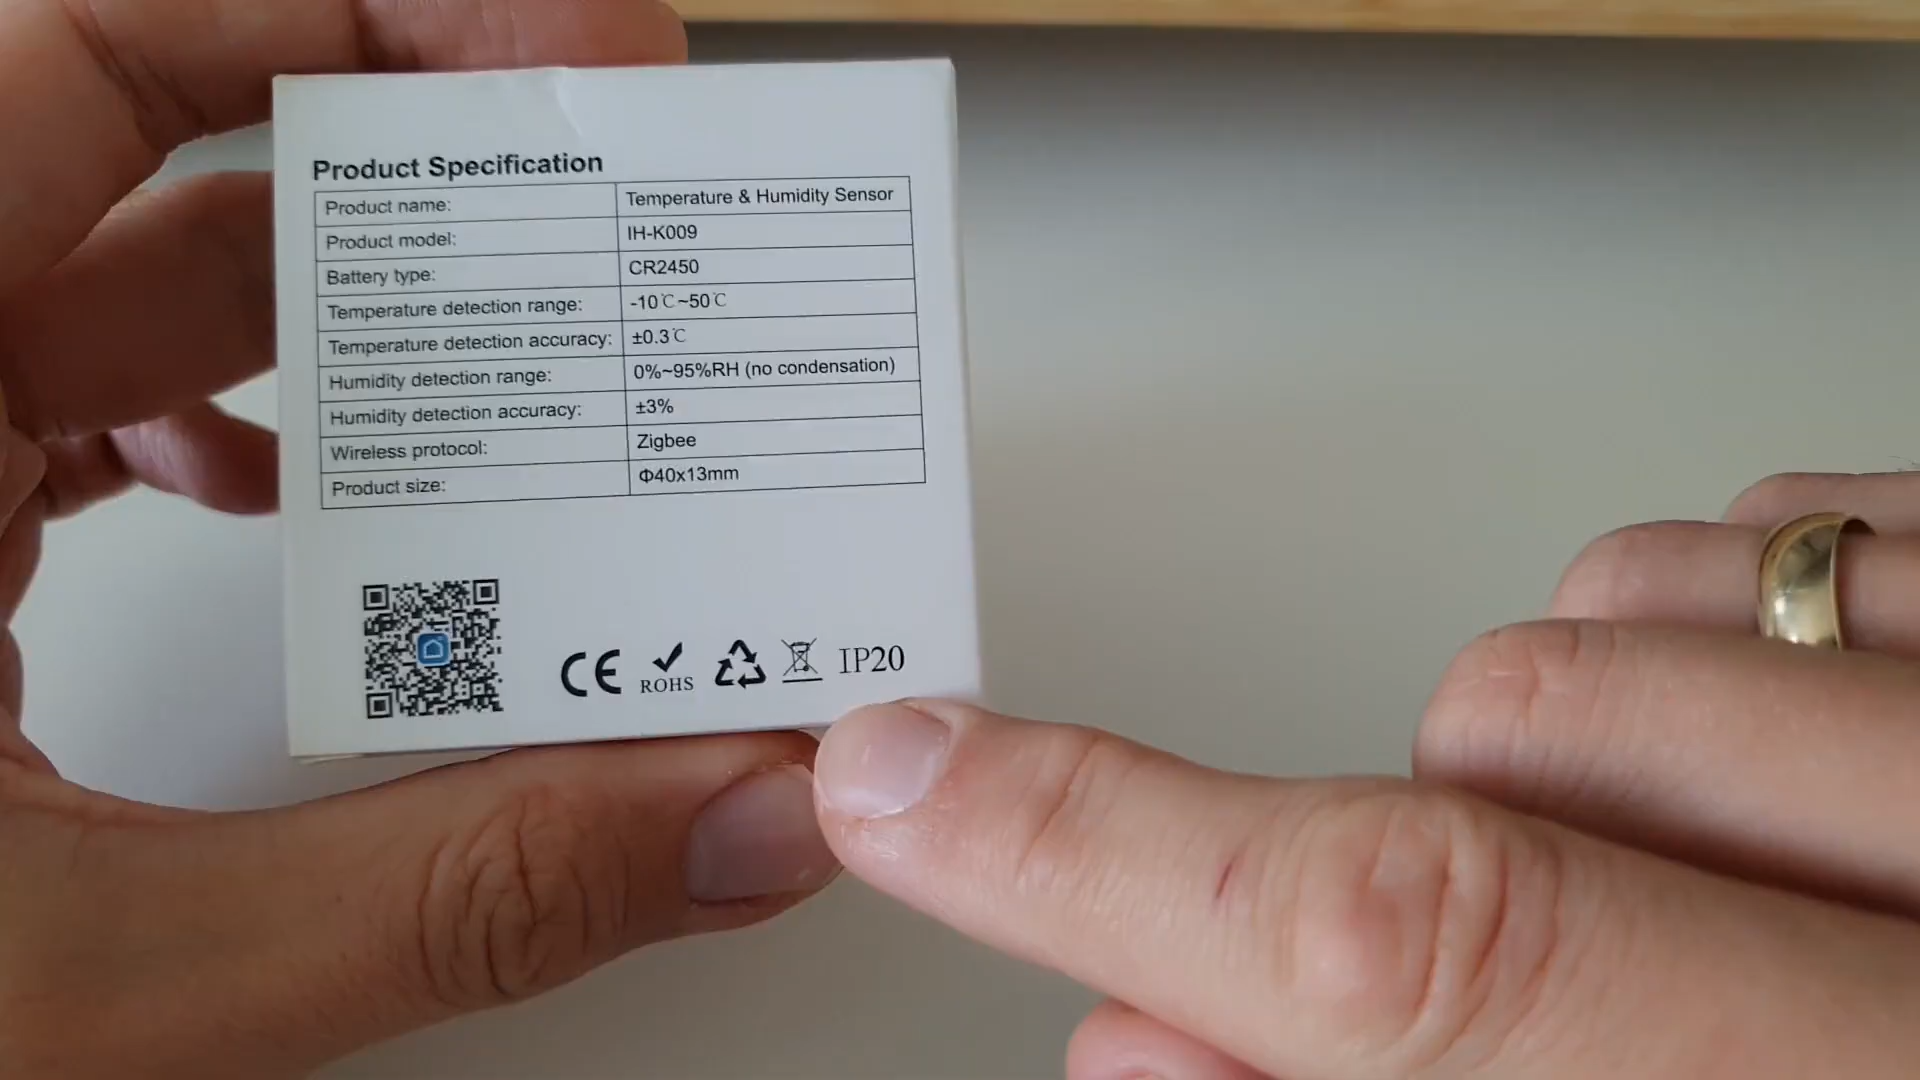 Product Specification
Product name: Temperature & Humidity Sensor
Product model: IH-K009
Battery type: CR2450
Temperature detection range: -10℃~50℃
Temperature detection accuracy: ±0.3℃
Humidity detection range: 0%~95%RH (no condensation)
Humidity detection accuracy: ±3%
Wireless protocol: Zigbee
Product size: Φ40x13mm
CE ROHS IP20